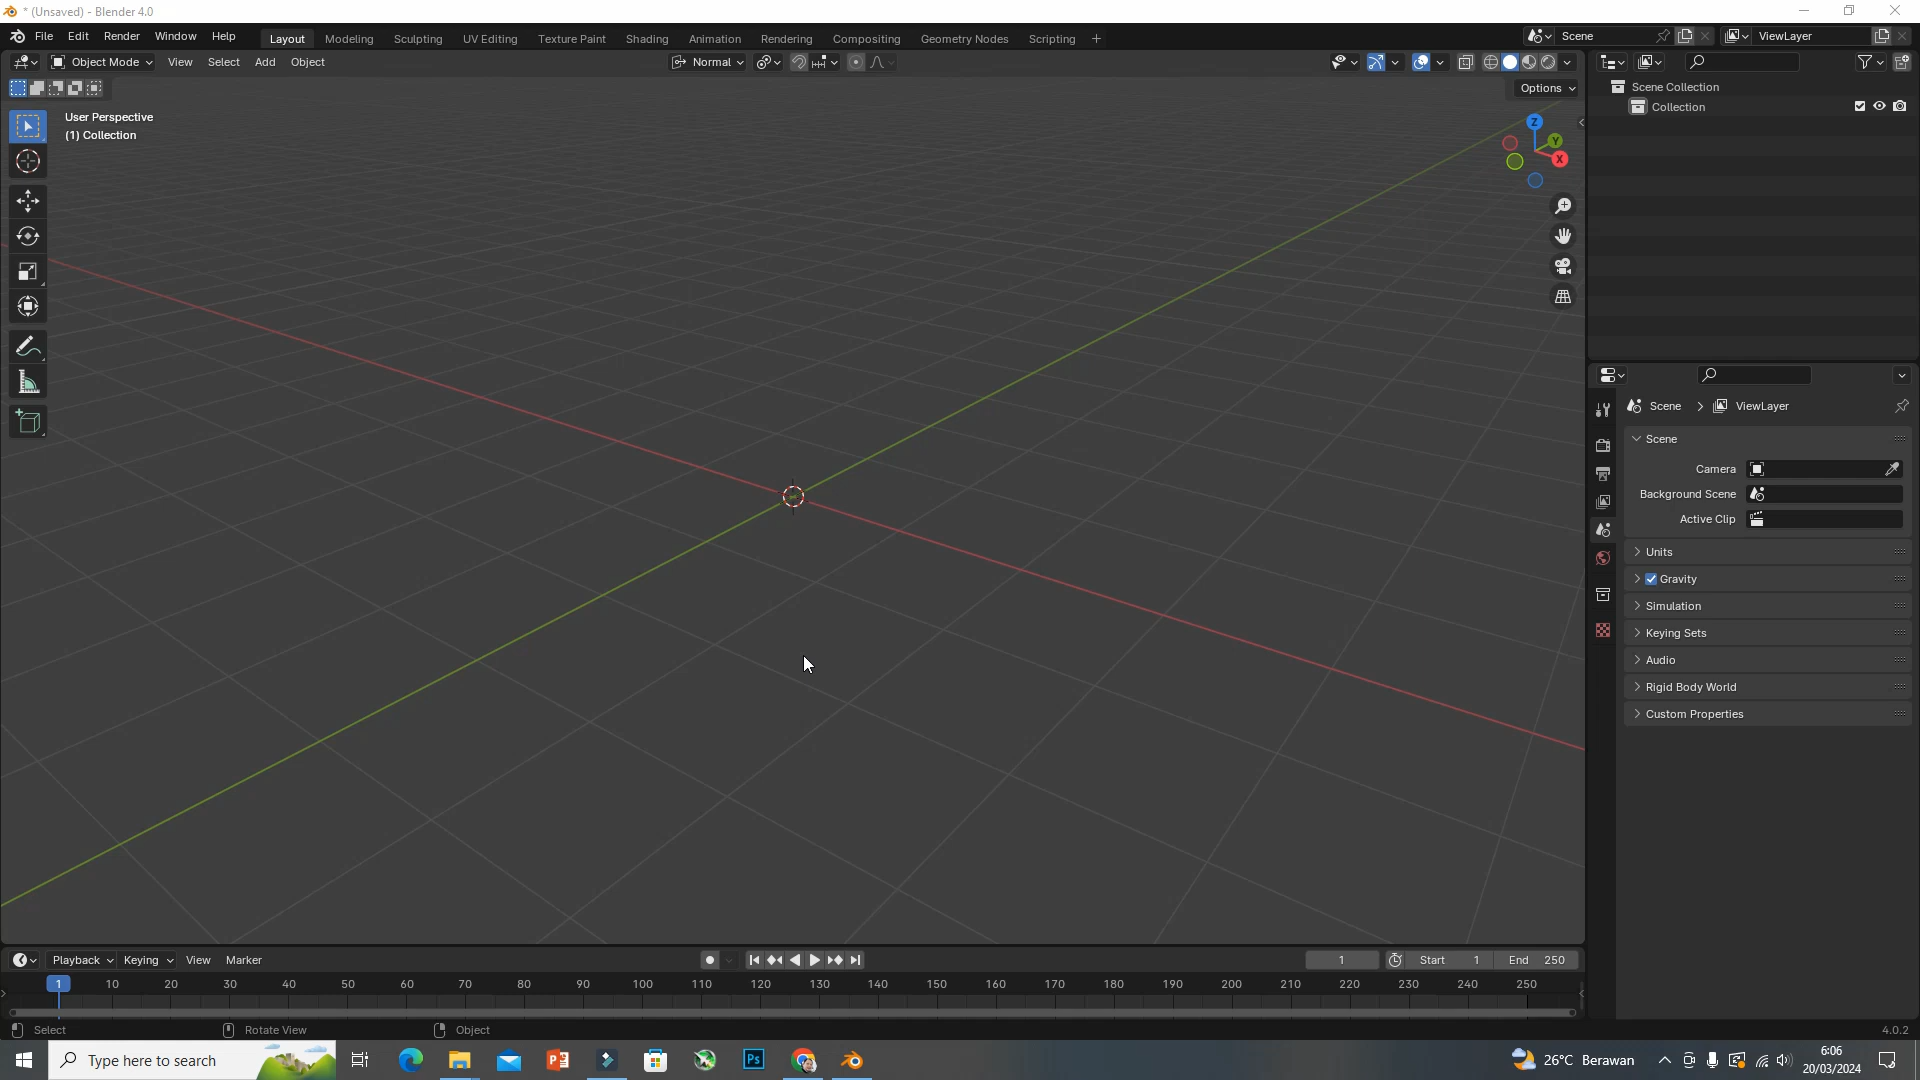 * (Unsaved) - Blender 4.0
File Edit Render Window Help
Layout Modeling Sculpting UV Editing Texture Paint Shading Animation Rendering Compositing Geometry Nodes Scripting +
Scene
ViewLayer
Object Mode View Select Add Object
Normal
Options
User Perspective
(1) Collection
Z
Y
X
Scene Collection
Collection
Scene > ViewLayer
Scene
Camera
Background Scene
Active Clip
Units
Gravity
Simulation
Keying Sets
Audio
Rigid Body World
Custom Properties
Playback Keying View Marker
1 Start 1 End 250
1 10 20 30 40 50 60 70 80 90 100 110 120 130 140 150 160 170 180 190 200 210 220 230 240 250
Select Rotate View Object 4.0.2
Type here to search
Ps
26°C Berawan
6:06
20/03/2024